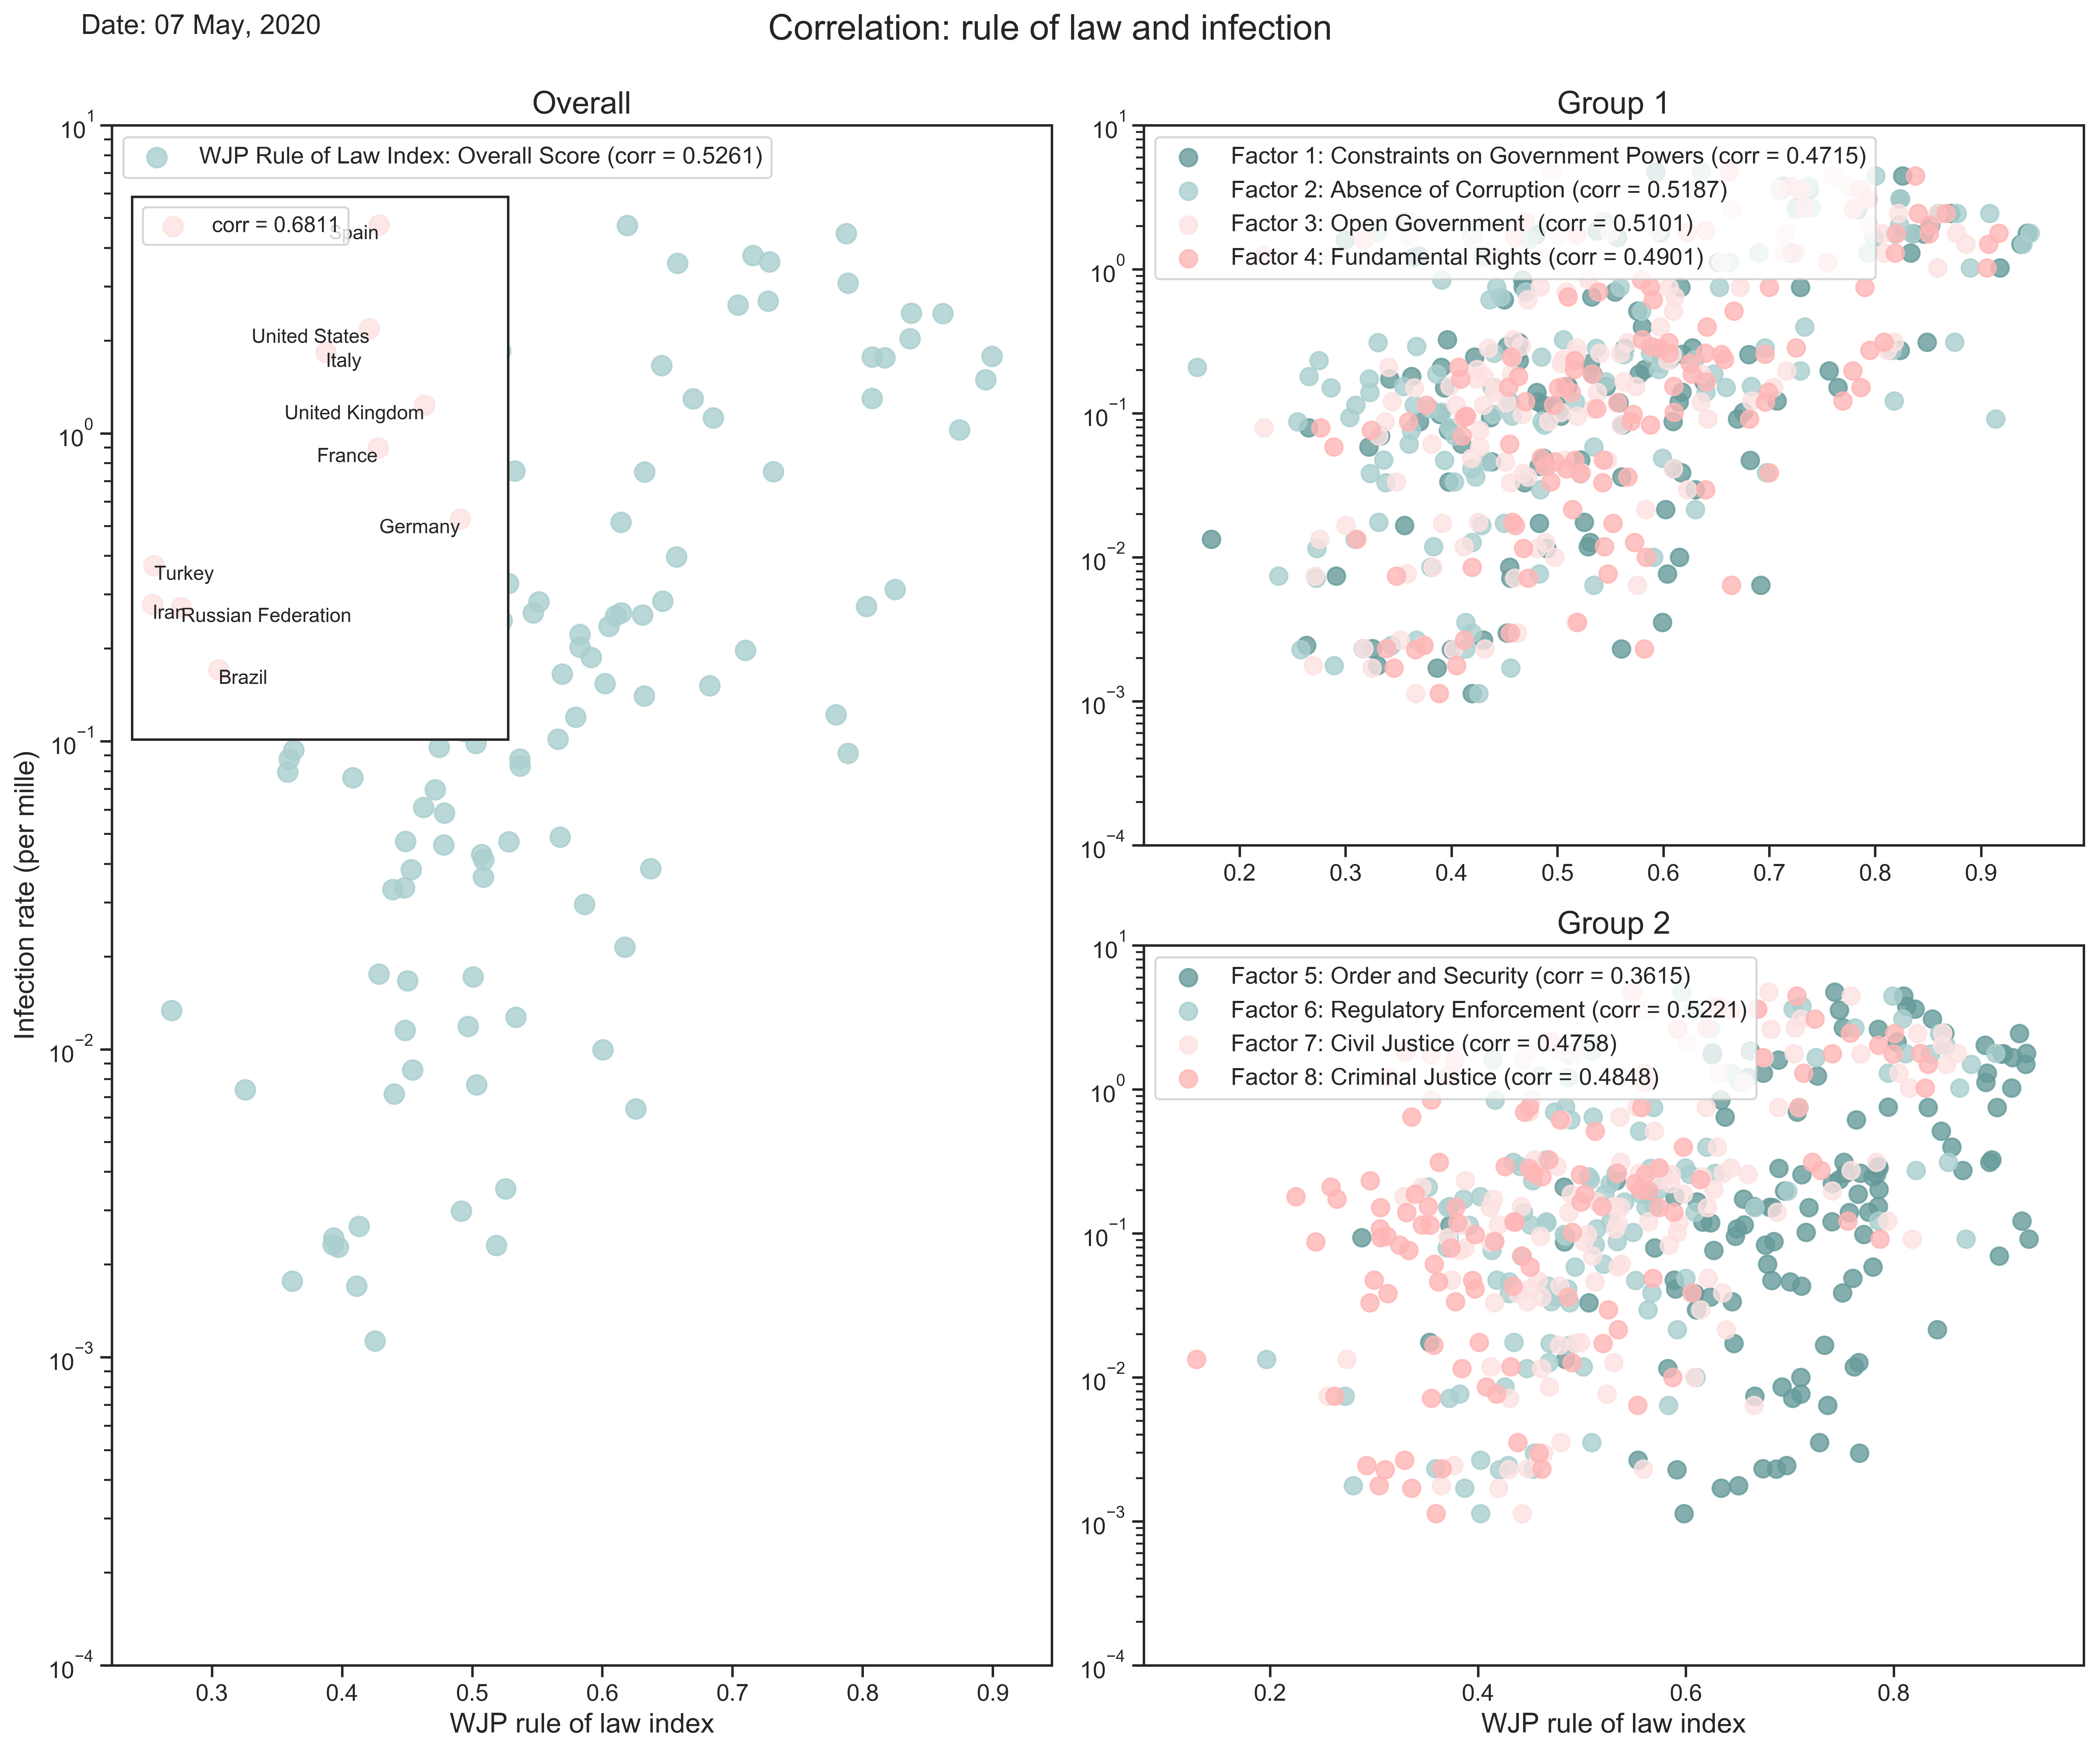 Date: 07 May, 2020
Correlation: rule of law and infection
Overall
10^1
10^0
10^−1
10^−2
10^−3
10^−4
Infection rate (per mille)
WJP Rule of Law Index: Overall Score (corr = 0.5261)
corr = 0.6811
Spain
United States
Italy
United Kingdom
France
Germany
Turkey
Iran
Russian Federation
Brazil
0.3 0.4 0.5 0.6 0.7 0.8 0.9
WJP rule of law index
Group 1
10^1
10^0
10^−1
10^−2
10^−3
10^−4
Factor 1: Constraints on Government Powers (corr = 0.4715)
Factor 2: Absence of Corruption (corr = 0.5187)
Factor 3: Open Government  (corr = 0.5101)
Factor 4: Fundamental Rights (corr = 0.4901)
0.2 0.3 0.4 0.5 0.6 0.7 0.8 0.9
Group 2
10^1
10^0
10^−1
10^−2
10^−3
10^−4
Factor 5: Order and Security (corr = 0.3615)
Factor 6: Regulatory Enforcement (corr = 0.5221)
Factor 7: Civil Justice (corr = 0.4758)
Factor 8: Criminal Justice (corr = 0.4848)
0.2 0.4 0.6 0.8
WJP rule of law index